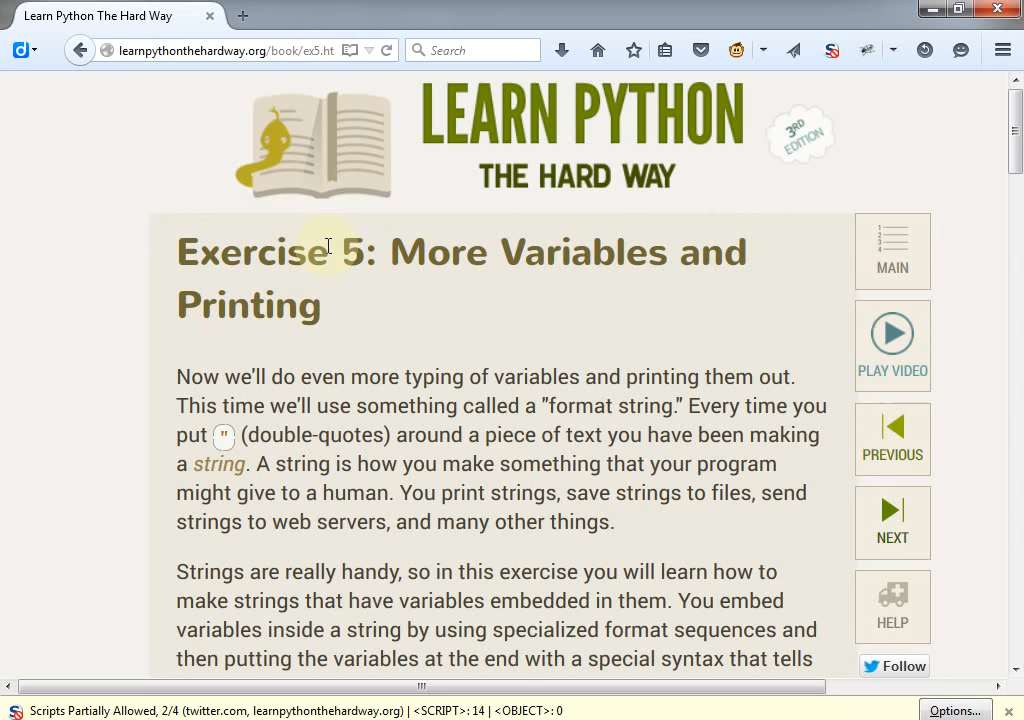 Learn Python The Hard Way
learnpythonthehardway.org/book/ex5.ht
Search
LEARN PYTHON
THE HARD WAY
3RD
EDITION
Exercise 5: More Variables and
Printing
Now we'll do even more typing of variables and printing them out.
This time we'll use something called a "format string." Every time you
put " (double-quotes) around a piece of text you have been making
a string. A string is how you make something that your program
might give to a human. You print strings, save strings to files, send
strings to web servers, and many other things.
Strings are really handy, so in this exercise you will learn how to
make strings that have variables embedded in them. You embed
variables inside a string by using specialized format sequences and
then putting the variables at the end with a special syntax that tells
1
2
3
4
MAIN
PLAY VIDEO
PREVIOUS
NEXT
HELP
Follow
Scripts Partially Allowed, 2/4 (twitter.com, learnpythonthehardway.org) | <SCRIPT>: 14 | <OBJECT>: 0
Options...